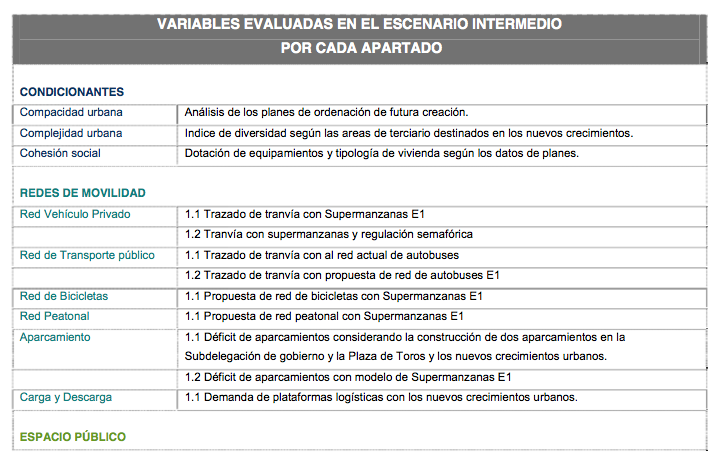 VARIABLES EVALUADAS EN EL ESCENARIO INTERMEDIO
POR CADA APARTADO
CONDICIONANTES
Compacidad urbana Análisis de los planes de ordenación de futura creación.
Complejidad urbana Indice de diversidad según las areas de terciario destinados en los nuevos crecimientos.
Cohesión social Dotación de equipamientos y tipología de vivienda según los datos de planes.
REDES DE MOVILIDAD
Red Vehículo Privado 1.1 Trazado de tranvía con Supermanzanas E1
1.2 Tranvía con supermanzanas y regulación semafórica
Red de Transporte público 1.1 Trazado de tranvía con al red actual de autobuses
1.2 Trazado de tranvía con propuesta de red de autobuses E1
Red de Bicicletas 1.1 Propuesta de red de bicicletas con Supermanzanas E1
Red Peatonal 1.1 Propuesta de red peatonal con Supermanzanas E1
Aparcamiento 1.1 Déficit de aparcamientos considerando la construcción de dos aparcamientos en la
Subdelegación de gobierno y la Plaza de Toros y los nuevos crecimientos urbanos.
1.2 Déficit de aparcamientos con modelo de Supermanzanas E1
Carga y Descarga 1.1 Demanda de plataformas logísticas con los nuevos crecimientos urbanos.
ESPACIO PÚBLICO